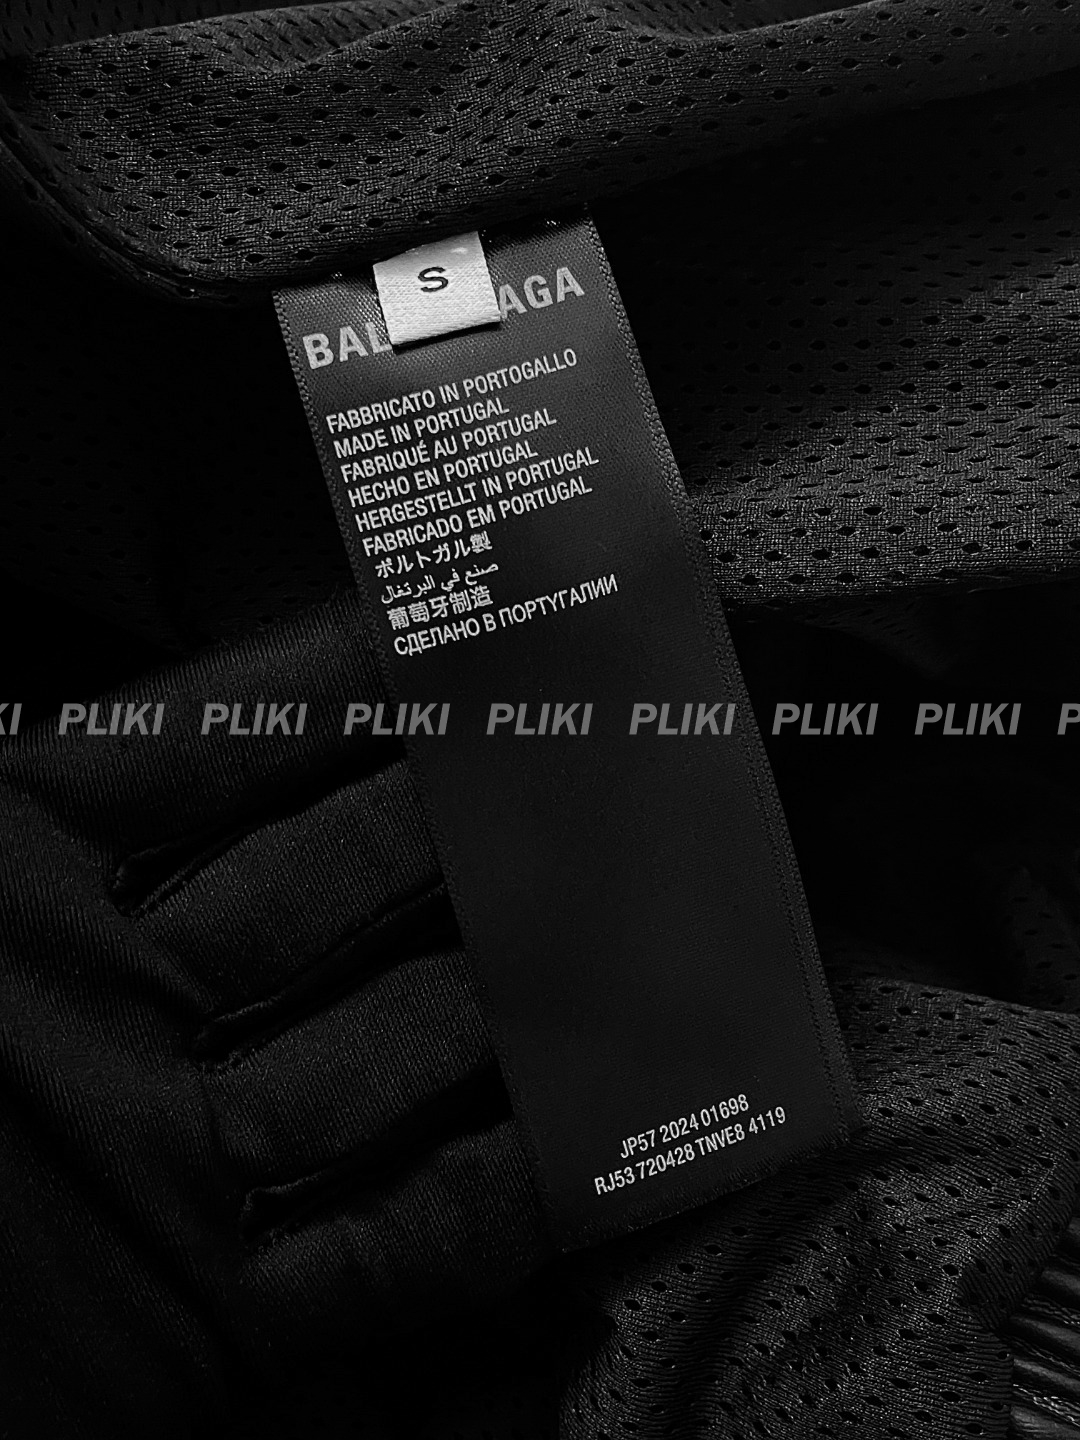 S
BAL AGA
FABBRICATO IN PORTOGALLO
MADE IN PORTUGAL
FABRIQUÉ AU PORTUGAL
HECHO EN PORTUGAL
HERGESTELLT IN PORTUGAL
FABRICADO EM PORTUGAL
ポルトガル製
صنع في البرتغال
葡萄牙制造
СДЕЛАНО В ПОРТУГАЛИИ
KI PLIKI PLIKI PLIKI PLIKI PLIKI PLIKI PLIKI P
JP57 2024 01698
RJ53 720428 TNVE8 4119